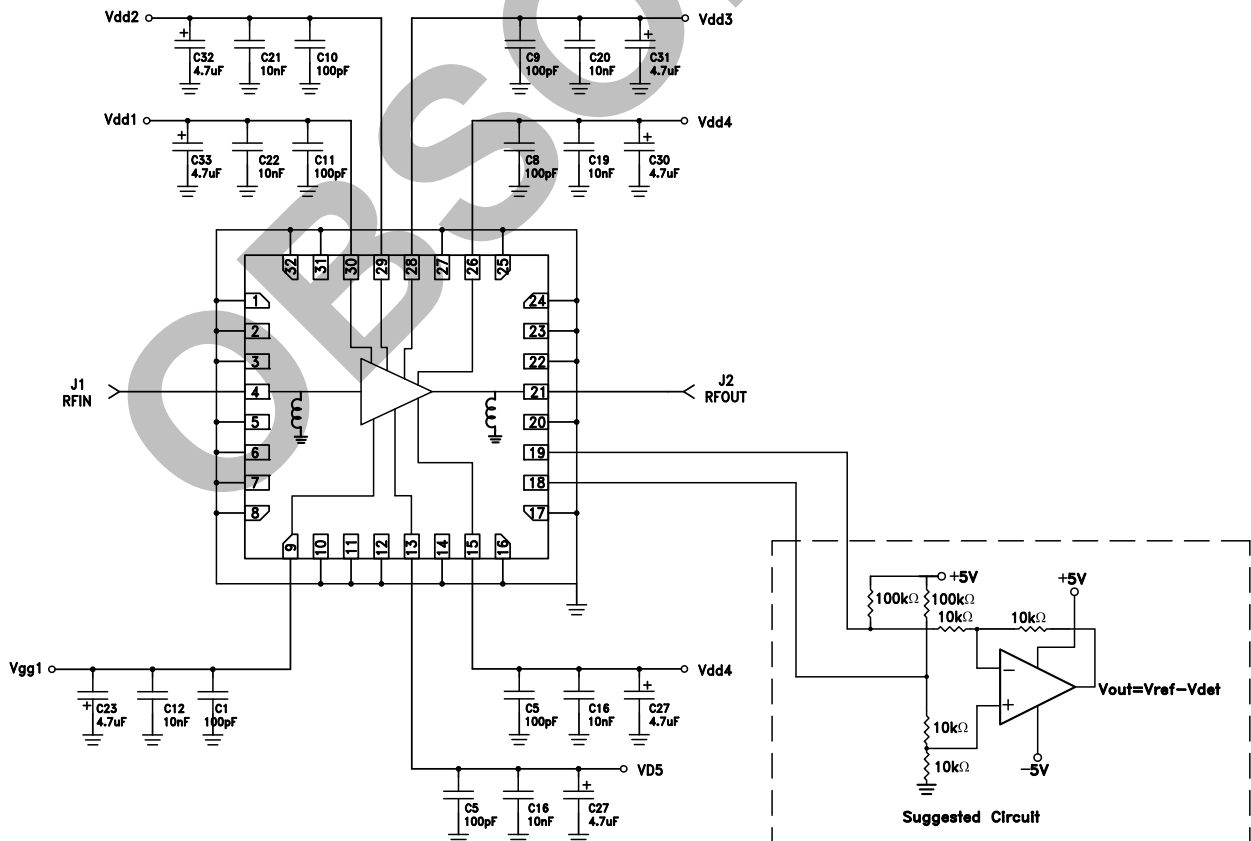 OBSO
Vdd2
+
C32
4.7uF
C21
10nF
C10
100pF
Vdd3
C9
100pF
C20
10nF
+
C31
4.7uF
Vdd1
+
C33
4.7uF
C22
10nF
C11
100pF
Vdd4
C8
100pF
C19
10nF
+
C30
4.7uF
32
31
30
29
28
27
26
25
1
2
3
4
5
6
7
8
24
23
22
21
20
19
18
17
J1
RFIN
J2
RFOUT
9
10
11
12
13
14
15
16
Vgg1
+
C23
4.7uF
C12
10nF
C1
100pF
Vdd4
C5
100pF
C16
10nF
+
C27
4.7uF
VD5
C5
100pF
C16
10nF
+
C27
4.7uF
+5V
+5V
100kΩ
100kΩ
10kΩ
10kΩ
−
+
Vout=Vref-Vdet
10kΩ
10kΩ
-5V
Suggested Circuit